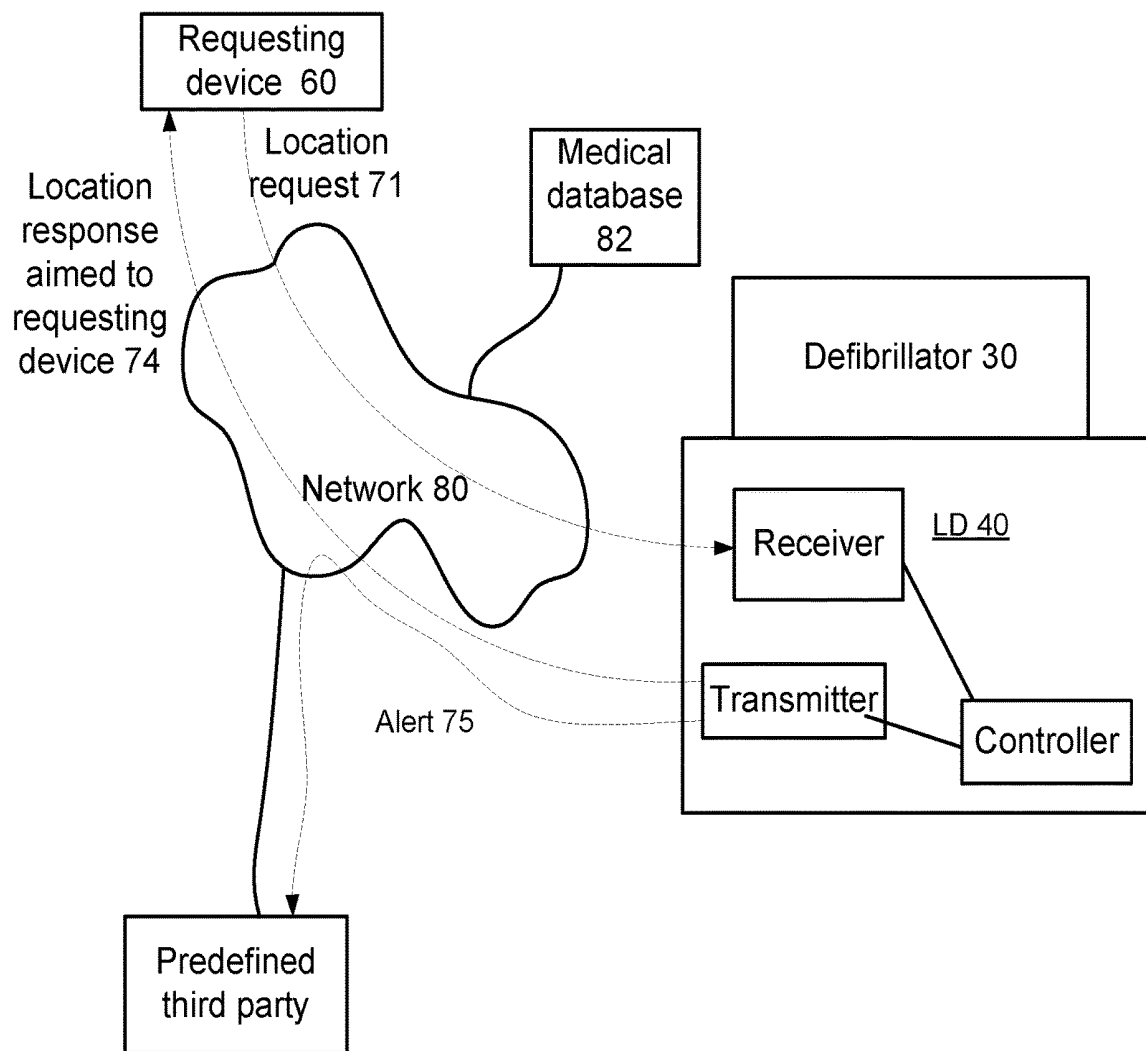 Requesting
device 60
Location
request 71
Medical
database
82
Location
response
aimed to
requesting
device 74
Defibrillator 30
Network 80
Receiver
LD 40
Transmitter
Controller
Alert 75
Predefined
third party